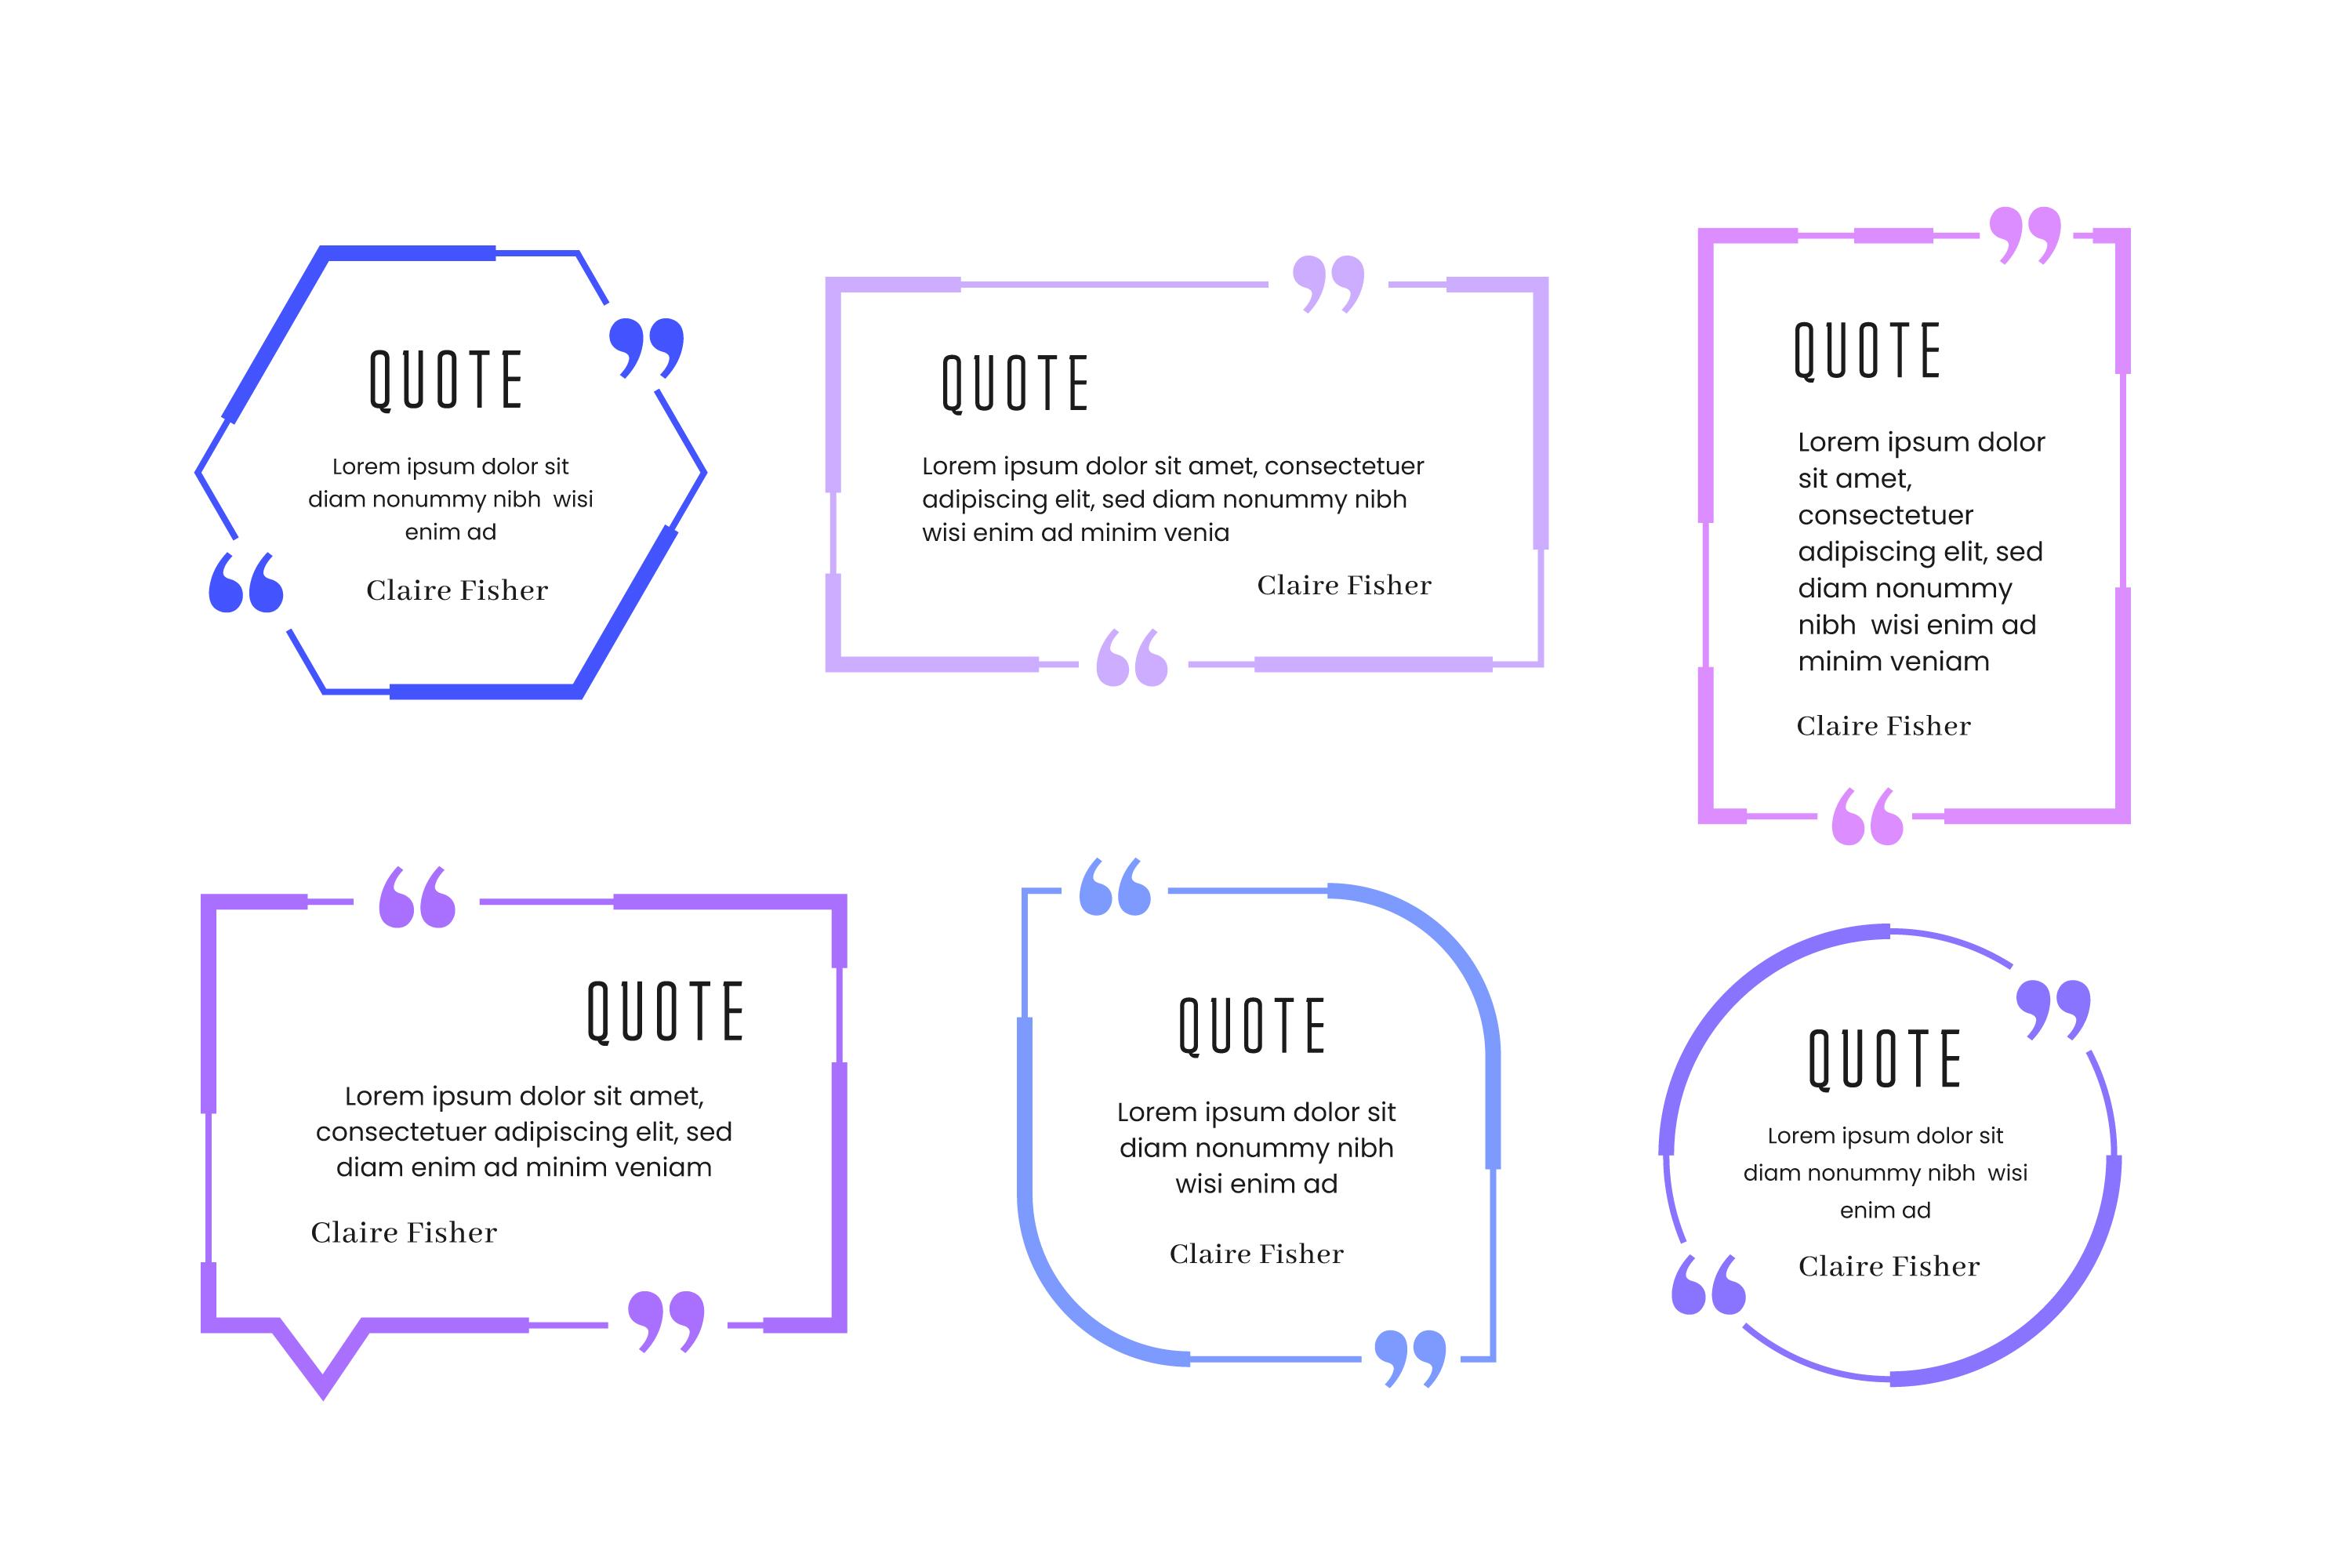 QUOTE
Lorem ipsum dolor sit
diam nonummy nibh  wisi
enim ad
Claire Fisher
QUOTE
Lorem ipsum dolor sit amet, consectetuer
adipiscing elit, sed diam nonummy nibh
wisi enim ad minim venia
Claire Fisher
QUOTE
Lorem ipsum dolor
sit amet,
consectetuer
adipiscing elit, sed
diam nonummy
nibh  wisi enim ad
minim veniam
Claire Fisher
QUOTE
Lorem ipsum dolor sit amet,
consectetuer adipiscing elit, sed
diam enim ad minim veniam
Claire Fisher
QUOTE
Lorem ipsum dolor sit
diam nonummy nibh
wisi enim ad
Claire Fisher
QUOTE
Lorem ipsum dolor sit
diam nonummy nibh  wisi
enim ad
Claire Fisher